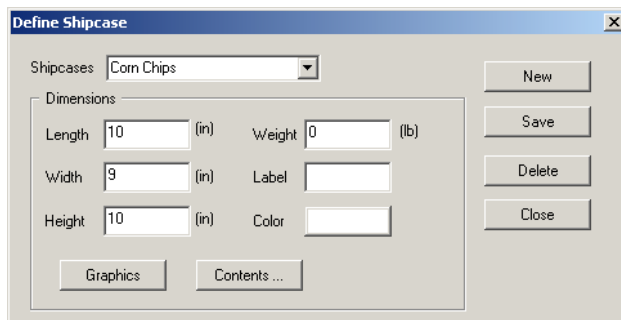 Define Shipcase
Shipcases Corn Chips
New
Dimensions
Length 10 (in) Weight 0 (lb)
Save
Width 9 (in) Label
Delete
Height 10 (in) Color
Close
Graphics Contents ...